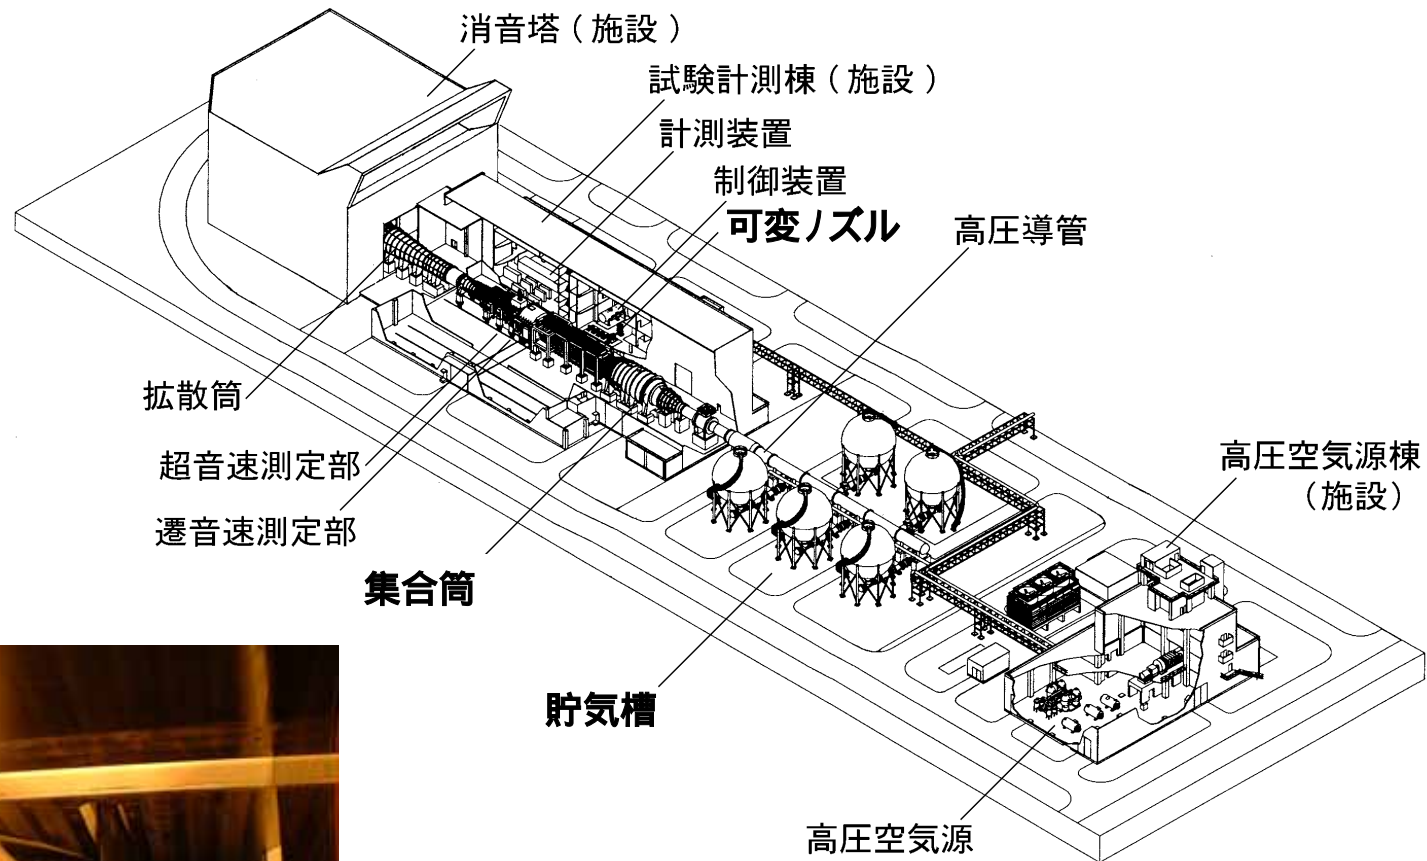 消音塔（施設）
試験計測棟（施設）
計測装置
制御装置
可変ノズル
高圧導管
拡散筒
超音速測定部
遷音速測定部
集合筒
貯気槽
高圧空気源棟
（施設）
高圧空気源